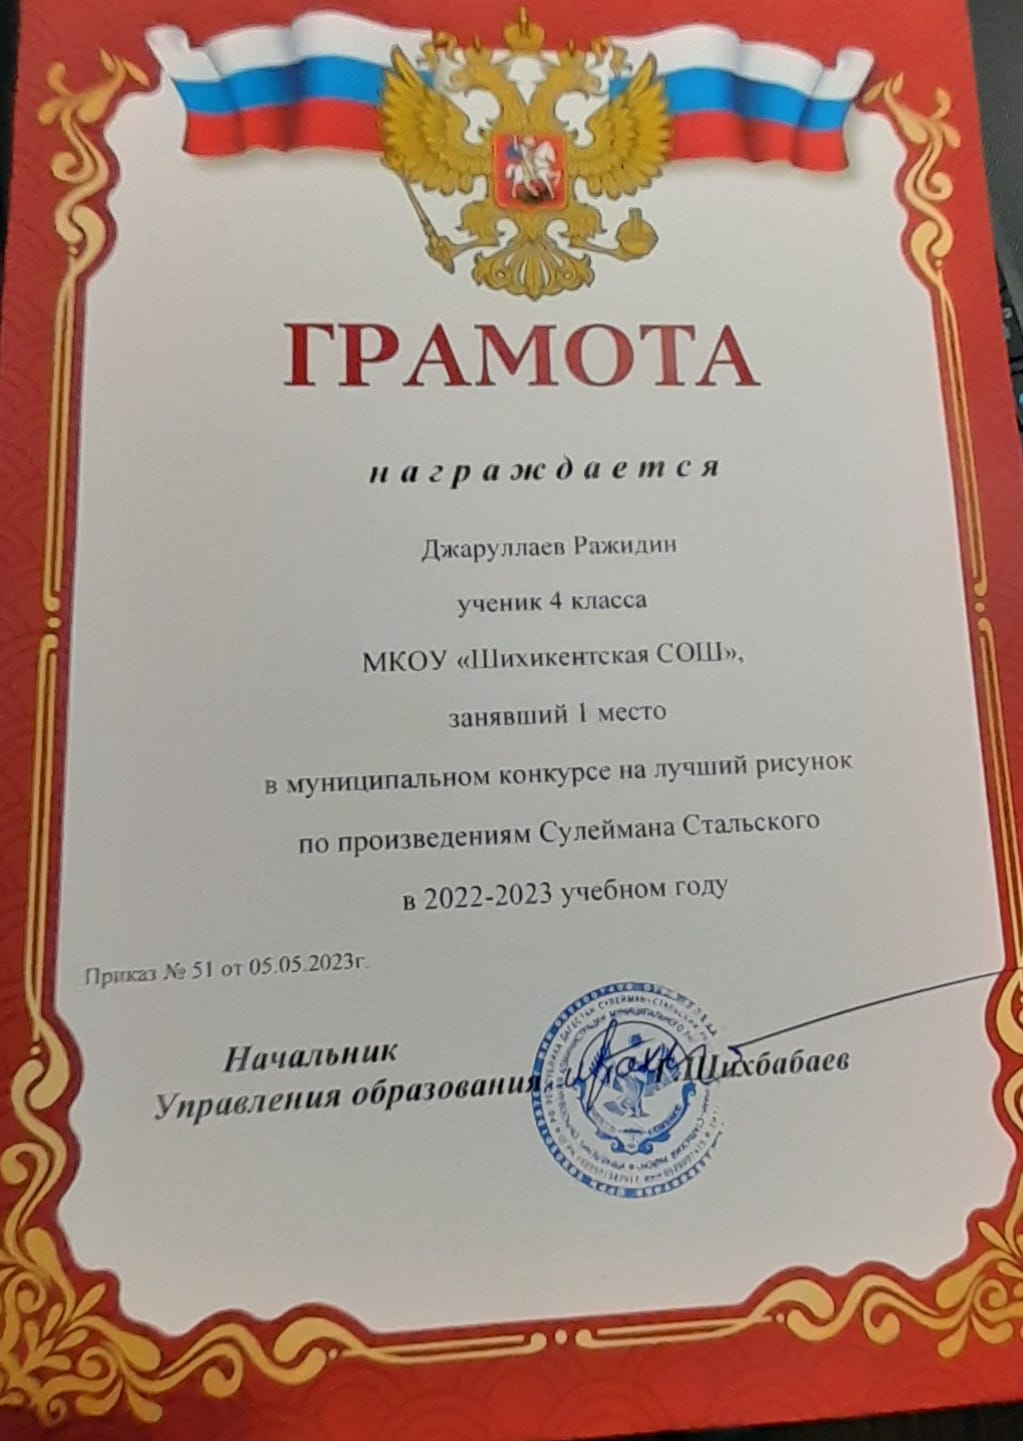 ГРАМОТА
награждается
Джаруллаев Ражидин
ученик 4 класса
МКОУ «Шихикентская СОШ»,
занявший 1 место
в муниципальном конкурсе на лучший рисунок
по произведениям Сулеймана Стальского
в 2022-2023 учебном году
Приказ № 51 от 05.05.2023г.
Начальник
Управления образования
Шихбабаев